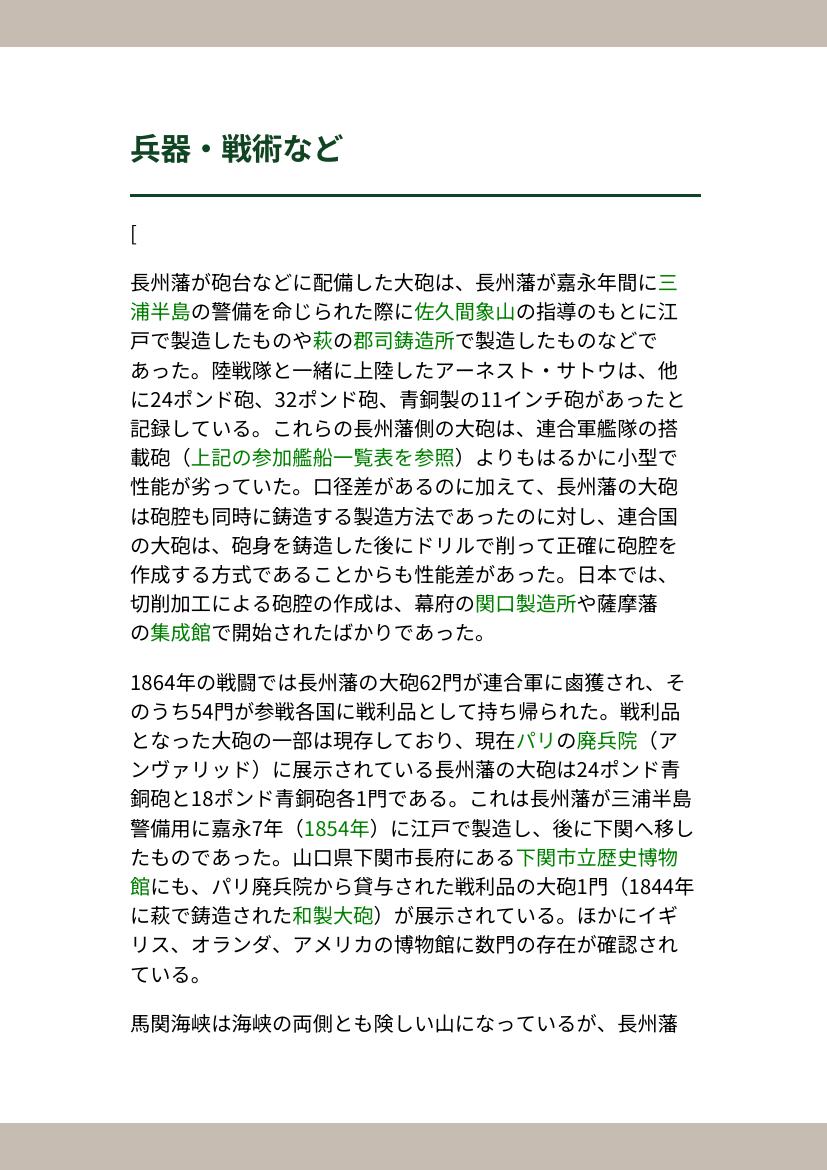 兵器・戦術など
[
長州藩が砲台などに配備した大砲は、長州藩が嘉永年間に三
浦半島の警備を命じられた際に佐久間象山の指導のもとに江
戸で製造したものや萩の郡司鋳造所で製造したものなどで
あった。陸戦隊と一緒に上陸したアーネスト・サトウは、他
に24ポンド砲、32ポンド砲、青銅製の11インチ砲があったと
記録している。これらの長州藩側の大砲は、連合軍艦隊の搭
載砲（上記の参加艦船一覧表を参照）よりもはるかに小型で
性能が劣っていた。口径差があるのに加えて、長州藩の大砲
は砲腔も同時に鋳造する製造方法であったのに対し、連合国
の大砲は、砲身を鋳造した後にドリルで削って正確に砲腔を
作成する方式であることからも性能差があった。日本では、
切削加工による砲腔の作成は、幕府の関口製造所や薩摩藩
の集成館で開始されたばかりであった。
1864年の戦闘では長州藩の大砲62門が連合軍に鹵獲され、そ
のうち54門が参戦各国に戦利品として持ち帰られた。戦利品
となった大砲の一部は現存しており、現在パリの廃兵院（ア
ンヴァリッド）に展示されている長州藩の大砲は24ポンド青
銅砲と18ポンド青銅砲各1門である。これは長州藩が三浦半島
警備用に嘉永7年（1854年）に江戸で製造し、後に下関へ移し
たものであった。山口県下関市長府にある下関市立歴史博物
館にも、パリ廃兵院から貸与された戦利品の大砲1門（1844年
に萩で鋳造された和製大砲）が展示されている。ほかにイギ
リス、オランダ、アメリカの博物館に数門の存在が確認され
ている。
馬関海峡は海峡の両側とも険しい山になっているが、長州藩